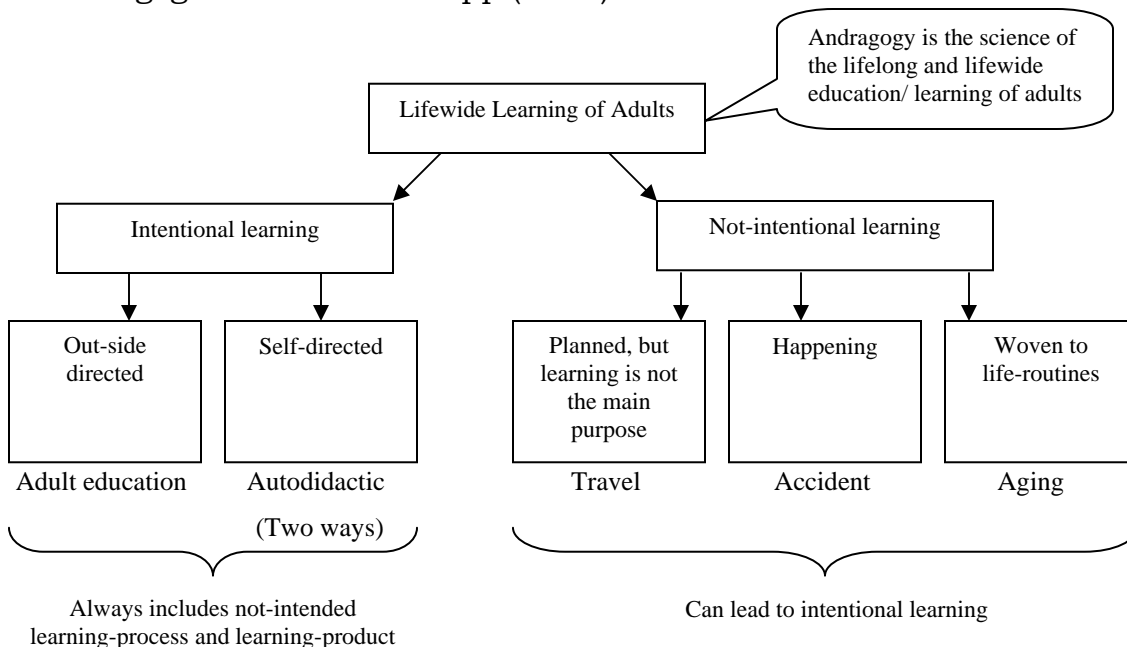 Andragogy is the science of
the lifelong and lifewide
education/ learning of adults
Lifewide Learning of Adults
Intentional learning
Not-intentional learning
Out-side
directed
Self-directed
Planned, but
learning is not
the main
purpose
Happening
Woven to
life-routines
Adult education
Autodidactic
(Two ways)
Travel
Accident
Aging
Always includes not-intended
learning-process and learning-product
Can lead to intentional learning